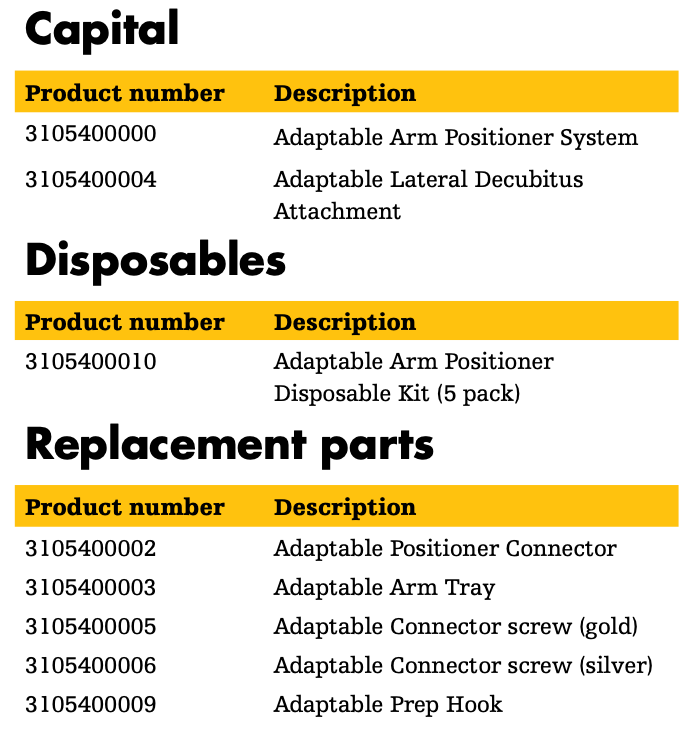 Capital
Product number Description
3105400000 Adaptable Arm Positioner System
3105400004 Adaptable Lateral Decubitus
Attachment
Disposables
Product number Description
3105400010 Adaptable Arm Positioner
Disposable Kit (5 pack)
Replacement parts
Product number Description
3105400002 Adaptable Positioner Connector
3105400003 Adaptable Arm Tray
3105400005 Adaptable Connector screw (gold)
3105400006 Adaptable Connector screw (silver)
3105400009 Adaptable Prep Hook